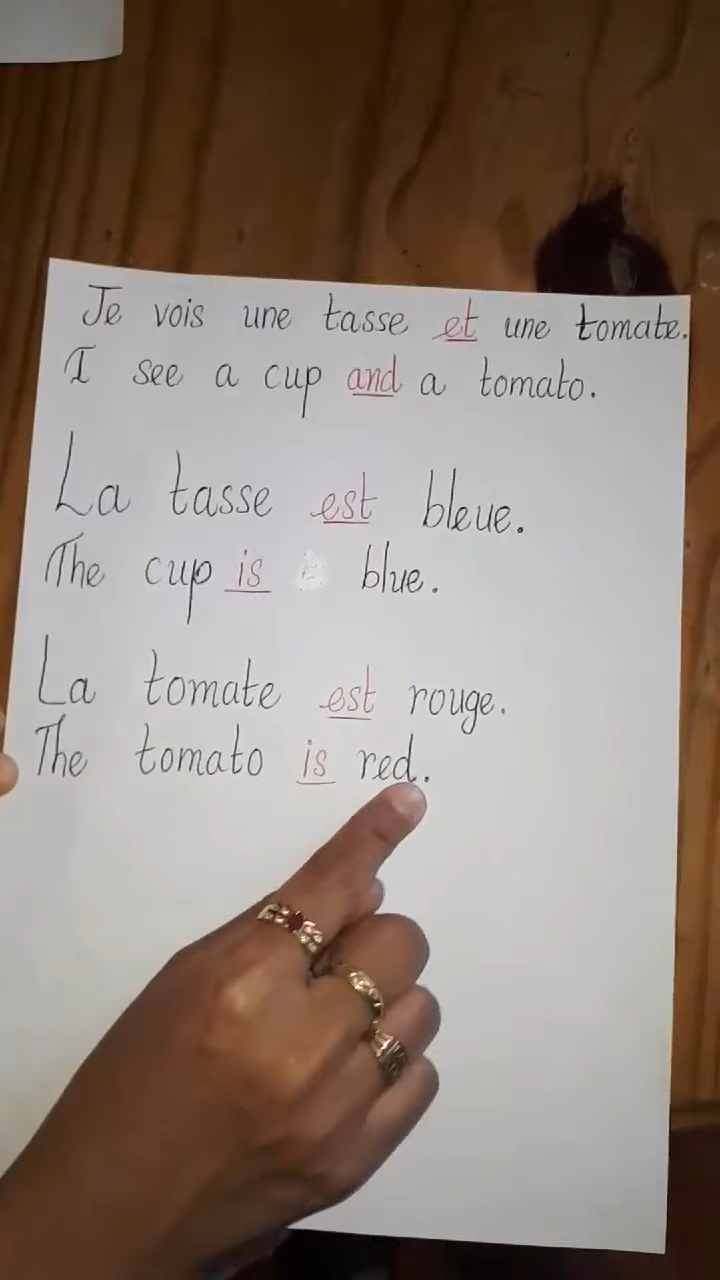 Je vois une tasse et une tomate.
I see a cup and a tomato.
La tasse est bleue.
The cup is blue.
La tomate est rouge.
The tomato is red.